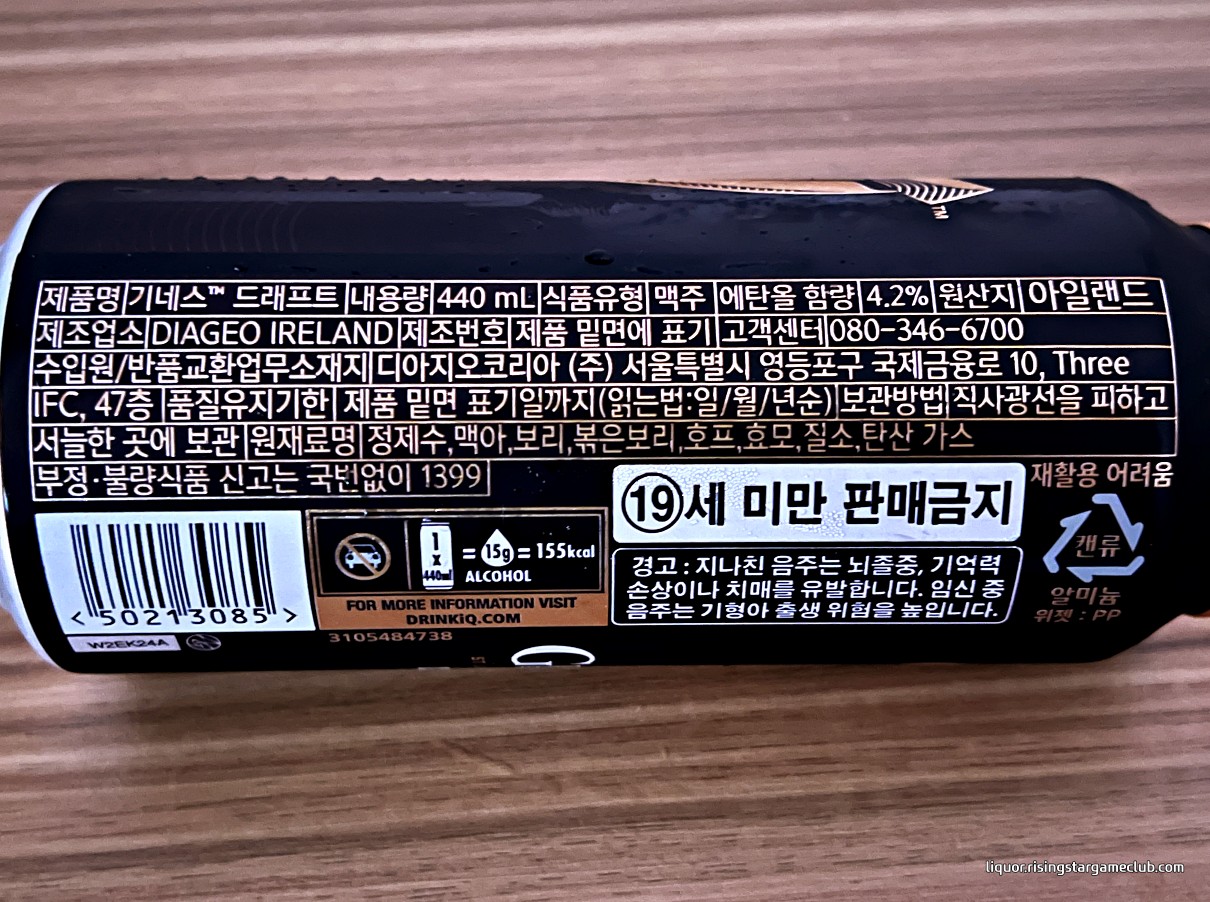 TM
제품명 기네스™ 드래프트 내용량 440 mL 식품유형 맥주 에탄올 함량 4.2% 원산지 아일랜드
제조업소 DIAGEO IRELAND 제조번호 제품 밑면에 표기 고객센터 080-346-6700
수입원/반품교환업무소재지 디아지오코리아 (주) 서울특별시 영등포구 국제금융로 10, Three
IFC, 47층 품질유지기한 제품 밑면 표기일까지(읽는법:일/월/년순) 보관방법 직사광선을 피하고
서늘한 곳에 보관 원재료명 정제수,맥아,보리,볶은보리,호프,효모,질소,탄산 가스
부정·불량식품 신고는 국번없이 1399
19세 미만 판매금지
재활용 어려움
캔류
알미늄
위젯 : PP
경고 : 지나친 음주는 뇌졸중, 기억력
손상이나 치매를 유발합니다. 임신 중
음주는 기형아 출생 위험을 높입니다.
1
x
440ml
= 15g = 155kcal
ALCOHOL
FOR MORE INFORMATION VISIT
DRINKiQ.COM
< 50213085 >
W2EK24A
3105484738
liquor.risingstargameclub.com